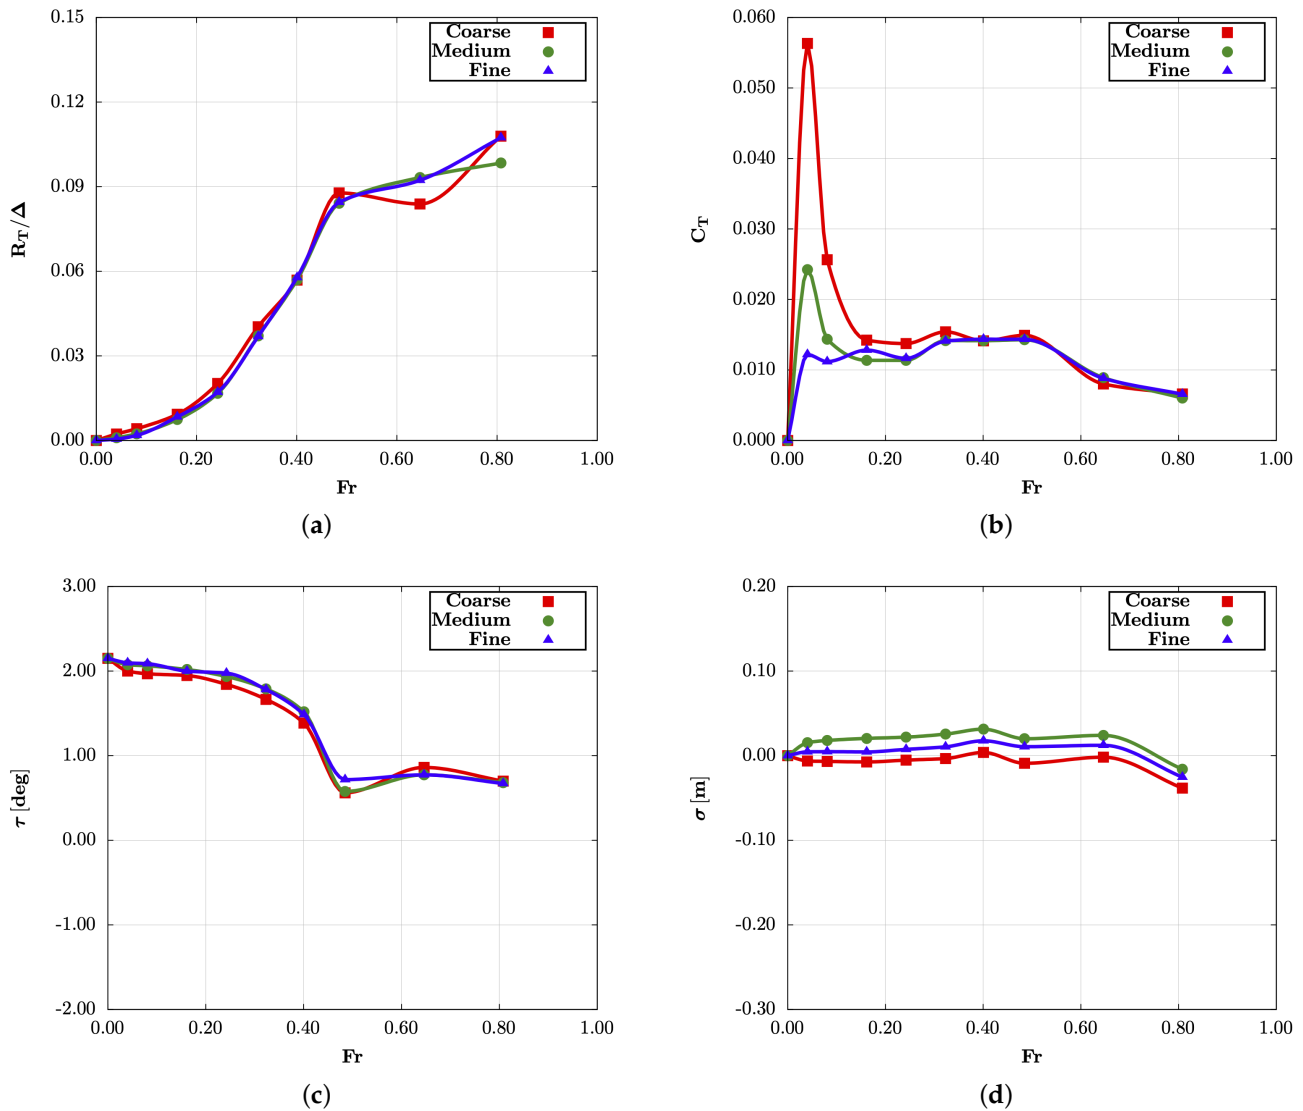 0.15
0.12
0.09
0.06
0.03
0.00
R_T/Δ
Coarse
Medium
Fine
0.00 0.20 0.40 0.60 0.80 1.00
Fr
(a)
0.060
0.050
0.040
0.030
0.020
0.010
0.000
C_T
Coarse
Medium
Fine
0.00 0.20 0.40 0.60 0.80 1.00
Fr
(b)
3.00
2.00
1.00
0.00
-1.00
-2.00
τ [deg]
Coarse
Medium
Fine
0.00 0.20 0.40 0.60 0.80 1.00
Fr
(c)
0.20
0.10
0.00
-0.10
-0.20
-0.30
σ [m]
Coarse
Medium
Fine
0.00 0.20 0.40 0.60 0.80 1.00
Fr
(d)